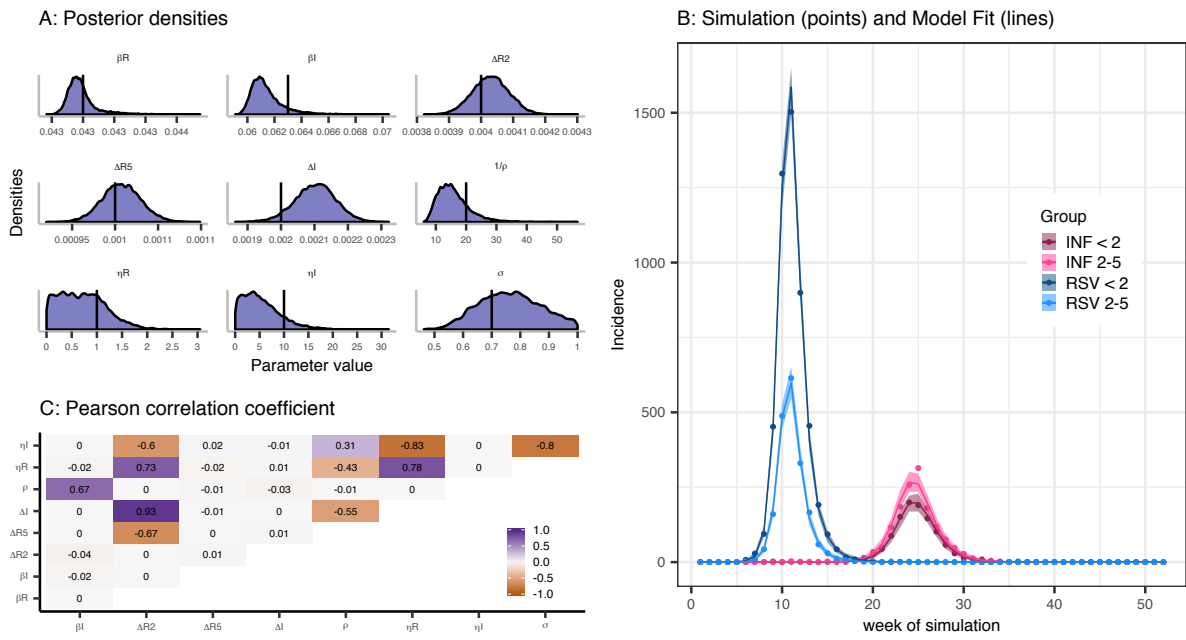 A: Posterior densities
βR
βI
ΔR2
0.043 0.043 0.043 0.043 0.044
0.06 0.062 0.064 0.066 0.068 0.07
0.0038 0.0039 0.004 0.0041 0.0042 0.0043
ΔR5
ΔI
1/ρ
0.00095 0.001 0.0011 0.0011
0.0019 0.002 0.0021 0.0022 0.0023
10 20 30 40 50
ηR
ηI
σ
0 0.5 1 1.5 2 2.5 3
0 10 20 30
0.5 0.6 0.7 0.8 0.9 1
Densities
Parameter value
C: Pearson correlation coefficient
ηI 0 -0.6 0.02 -0.01 0.31 -0.83 0 -0.8
ηR -0.02 0.73 -0.02 0.01 -0.43 0.78 0
ρ 0.67 0 -0.01 -0.03 -0.01 0
ΔI 0 0.93 -0.01 0 -0.55
ΔR5 0 -0.67 0 0.01
ΔR2 -0.04 0 0.01
βI -0.02 0
βR 0
βI ΔR2 ΔR5 ΔI ρ ηR ηI σ
1.0
0.5
0.0
-0.5
-1.0
B: Simulation (points) and Model Fit (lines)
Incidence
1500
1000
500
0
0 10 20 30 40 50
week of simulation
Group
INF < 2
INF 2-5
RSV < 2
RSV 2-5